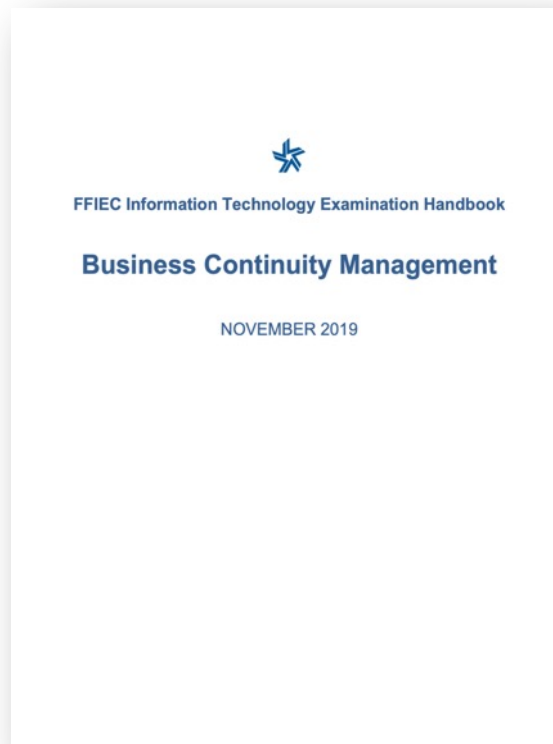 FFIEC Information Technology Examination Handbook
Business Continuity Management
NOVEMBER 2019